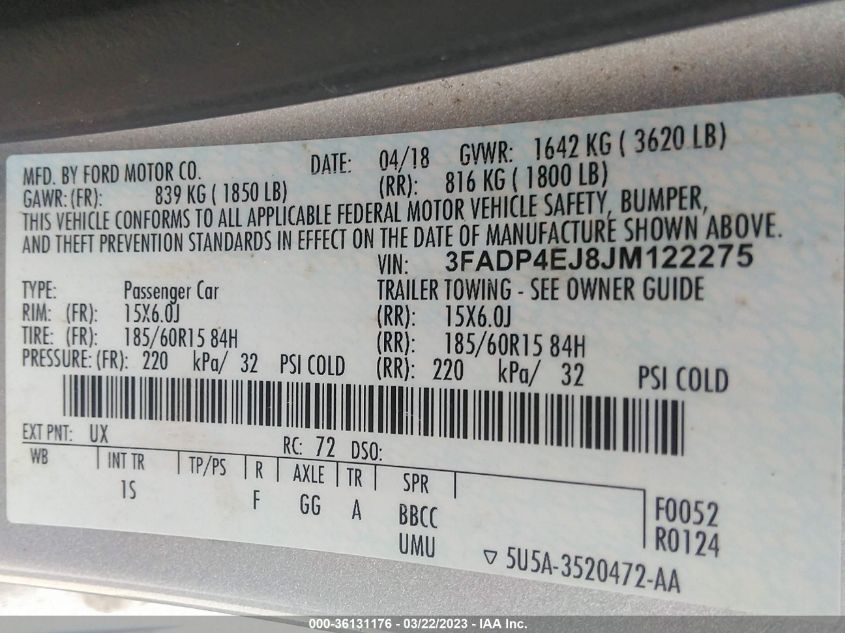 MFD. BY FORD MOTOR CO. DATE: 04/18 GVWR: 1642 KG ( 3620 LB)
GAWR: (FR): 839 KG ( 1850 LB) (RR): 816 KG ( 1800 LB)
THIS VEHICLE CONFORMS TO ALL APPLICABLE FEDERAL MOTOR VEHICLE SAFETY, BUMPER,
AND THEFT PREVENTION STANDARDS IN EFFECT ON THE DATE OF MANUFACTURE SHOWN ABOVE.
VIN: 3FADP4EJ8JM122275
TYPE: Passenger Car TRAILER TOWING - SEE OWNER GUIDE
RIM: (FR): 15X6.0J (RR): 15X6.0J
TIRE: (FR): 185/60R15 84H (RR): 185/60R15 84H
PRESSURE: (FR): 220 kPa/ 32 PSI COLD (RR): 220 kPa/ 32 PSI COLD
EXT PNT: UX RC: 72 DSO:
WB INT TR TP/PS R AXLE TR SPR
1S F GG A BBCC F0052
UMU R0124
5U5A-3520472-AA
000-36131176 - 03/22/2023 - IAA Inc.